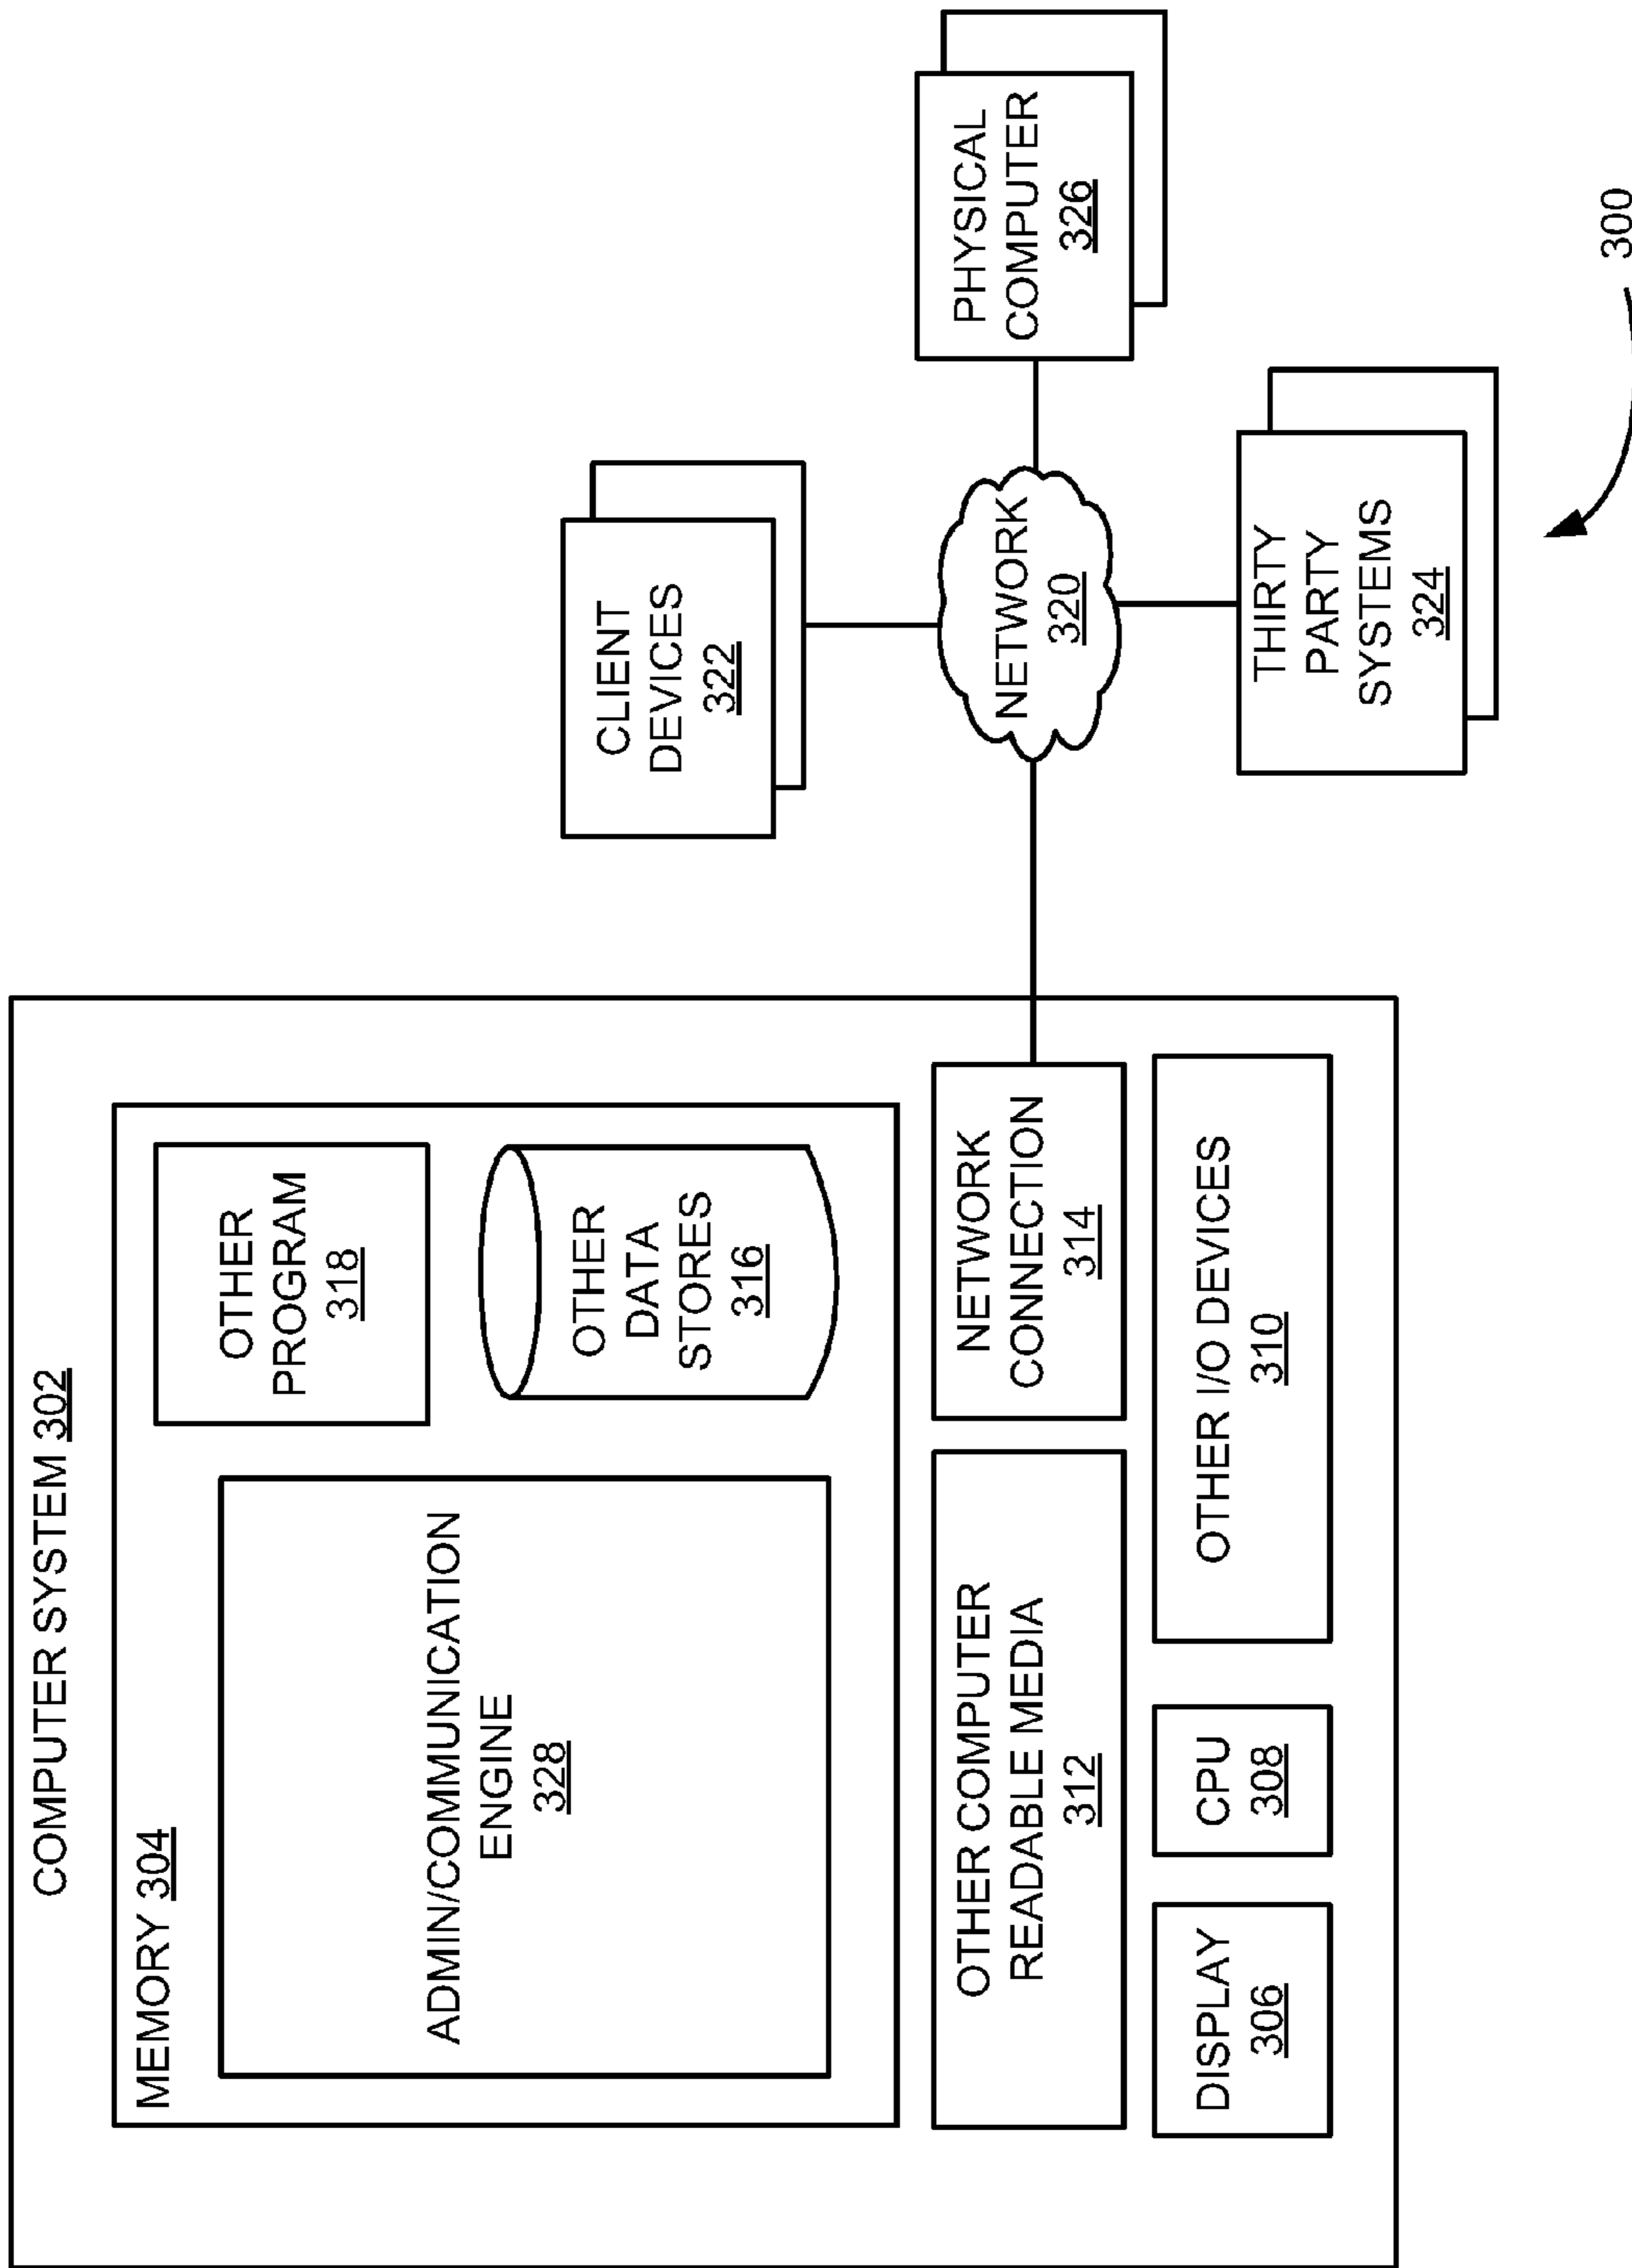 COMPUTER SYSTEM 302
MEMORY 304
ADMIN/COMMUNICATION
ENGINE
328
OTHER
PROGRAM
318
OTHER
DATA
STORES
316
OTHER COMPUTER
READABLE MEDIA
312
NETWORK
CONNECTION
314
DISPLAY
306
CPU
308
OTHER I/O DEVICES
310
CLIENT
DEVICES
322
NETWORK
320
PHYSICAL
COMPUTER
326
THIRTY
PARTY
SYSTEMS
324
300